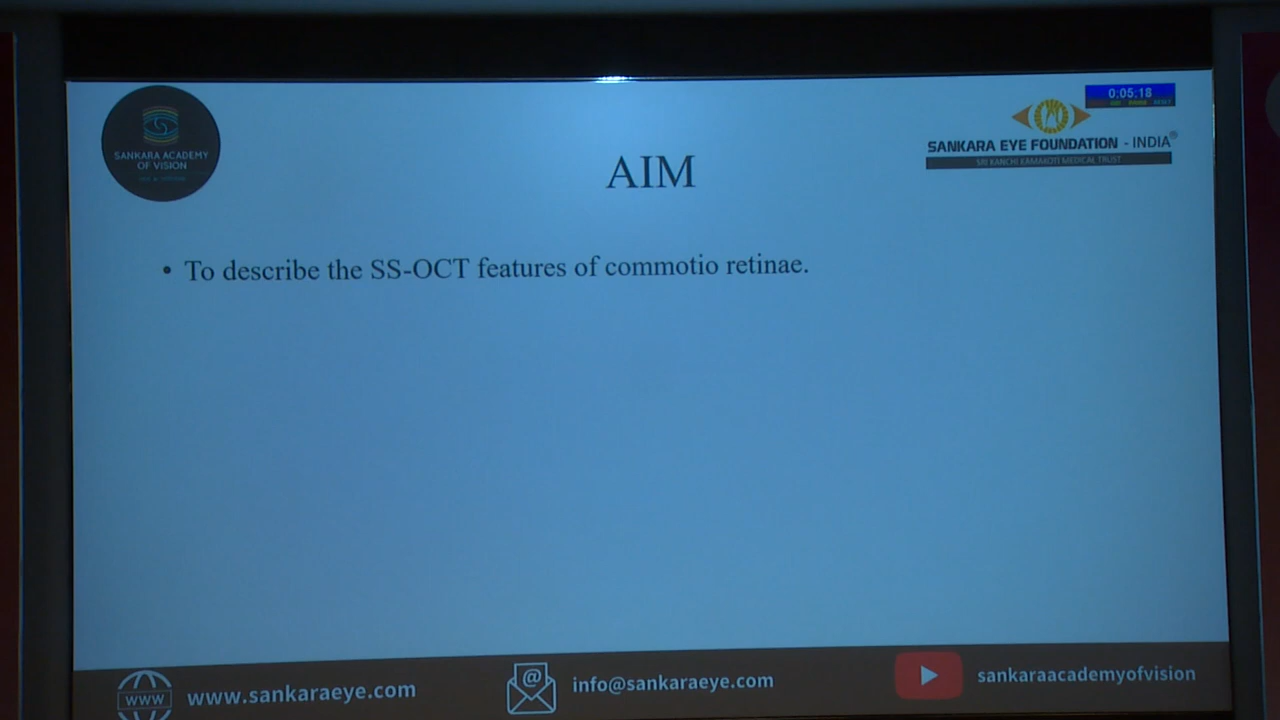 SANKARA ACADEMY
OF VISION
0:05:18
SANKARA EYE FOUNDATION - INDIA®
SRI KANCHI KAMAKOTI MEDICAL TRUST
AIM
• To describe the SS-OCT features of commotio retinae.
www www.sankaraeye.com
@ info@sankaraeye.com
sankaraacademyofvision